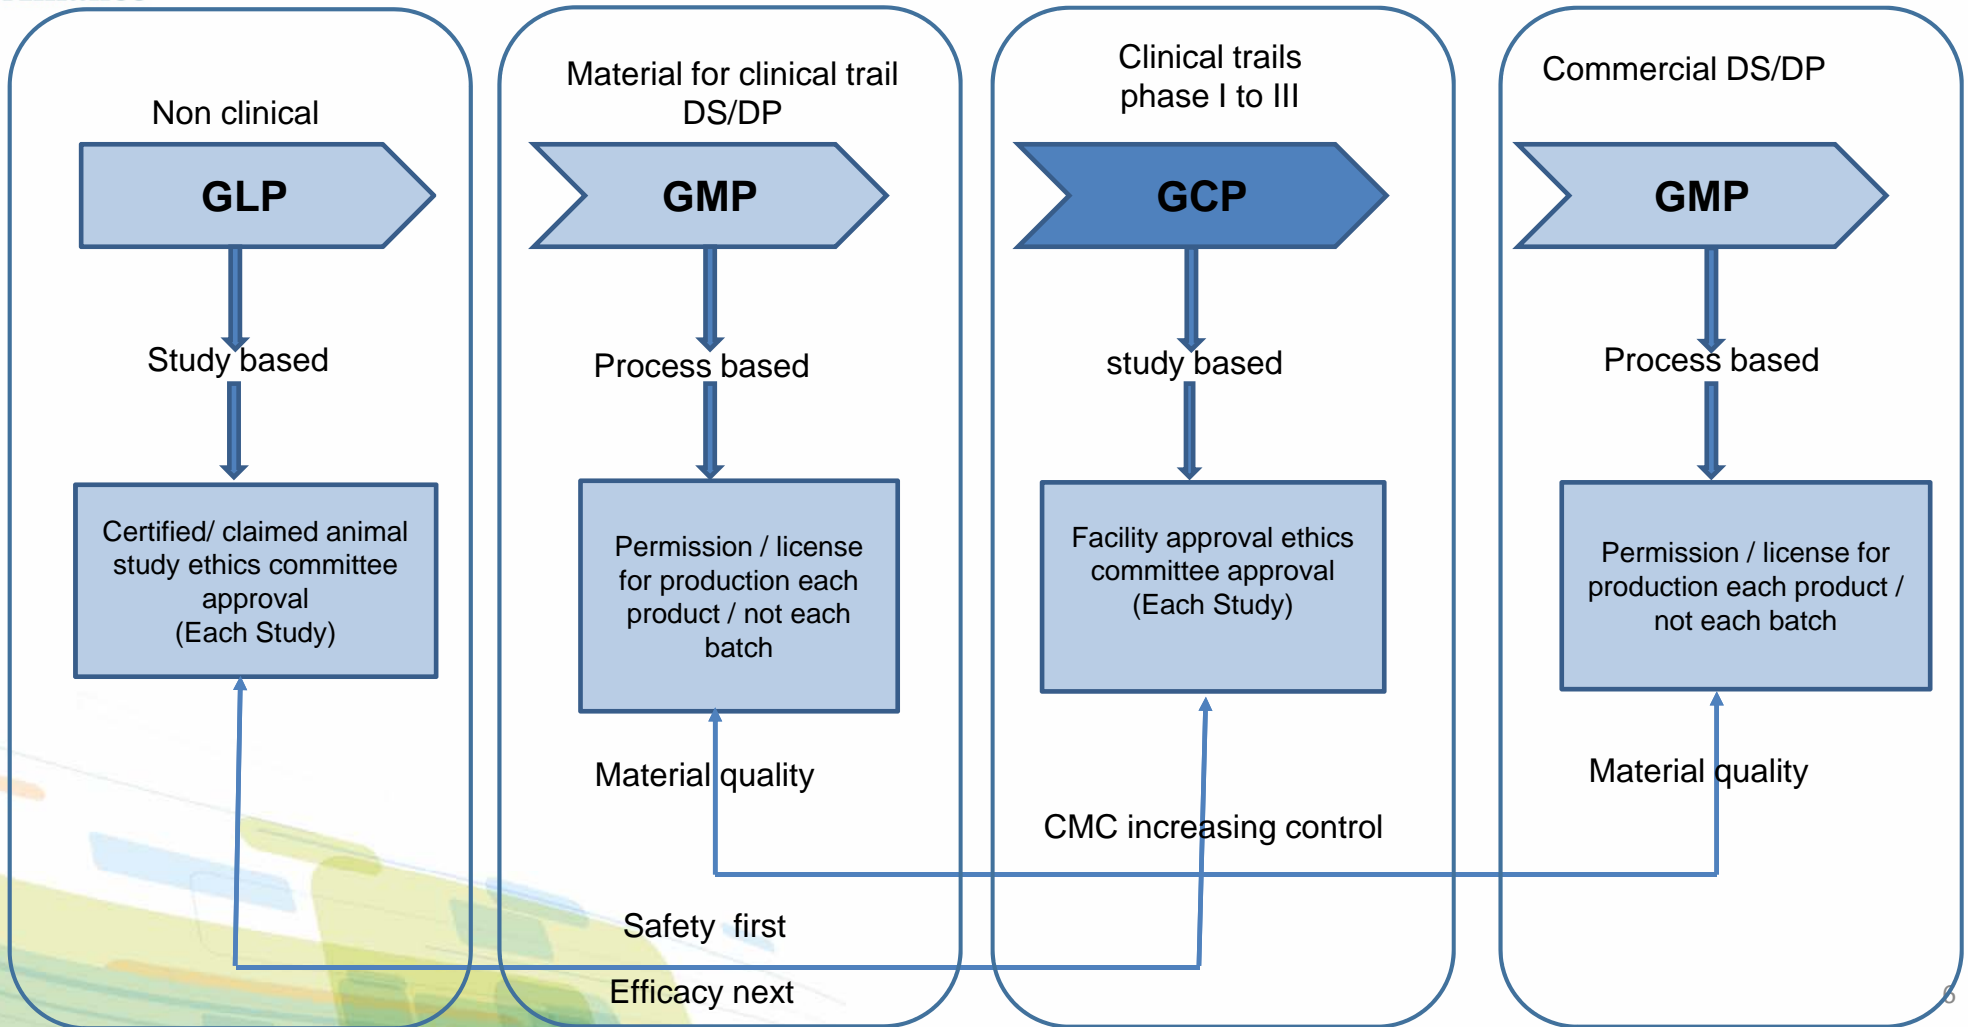 Non clinical
GLP
Study based
Certified/ claimed animal
study ethics committee
approval
(Each Study)
Material for clinical trail
DS/DP
GMP
Process based
Permission / license
for production each
product / not each
batch
Material quality
Safety first
Efficacy next
Clinical trails
phase I to III
GCP
study based
Facility approval ethics
committee approval
(Each Study)
CMC increasing control
Commercial DS/DP
GMP
Process based
Permission / license for
production each product /
not each batch
Material quality
6